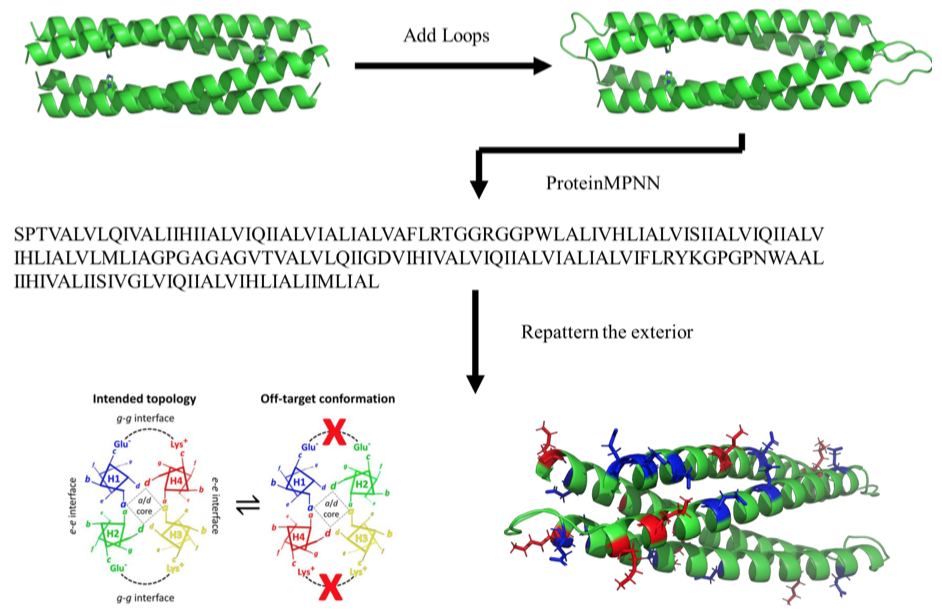 Add Loops
ProteinMPNN
SPTVALVLQIVALIIHIIALVIQIIALVIALIALVAFLRTGGRGGPWLALIVHLIALVISIIALVIQIIALV
IHLIALVLMLIAGPGAGAGVTVALVLQIIGDVIHIVALVIQIIALVIALIALVIFLRYKGPGPNWAAL
IIHIVALIISIVGLVIQIIALVIHLIALIIMLIAL
Repattern the exterior
Intended topology
g-g interface
Glu-
Lys+
c
c
H1
H4
b
b
d
a
a/d
core
e-e interface
e-e interface
H2
H3
b
b
d
c
c
Glu-
Lys+
g-g interface
Off-target conformation
X
Glu-
Glu-
c
c
H1
H2
b
b
d
a
a/d
core
H4
H3
b
b
d
c
c
Lys+
Lys+
X